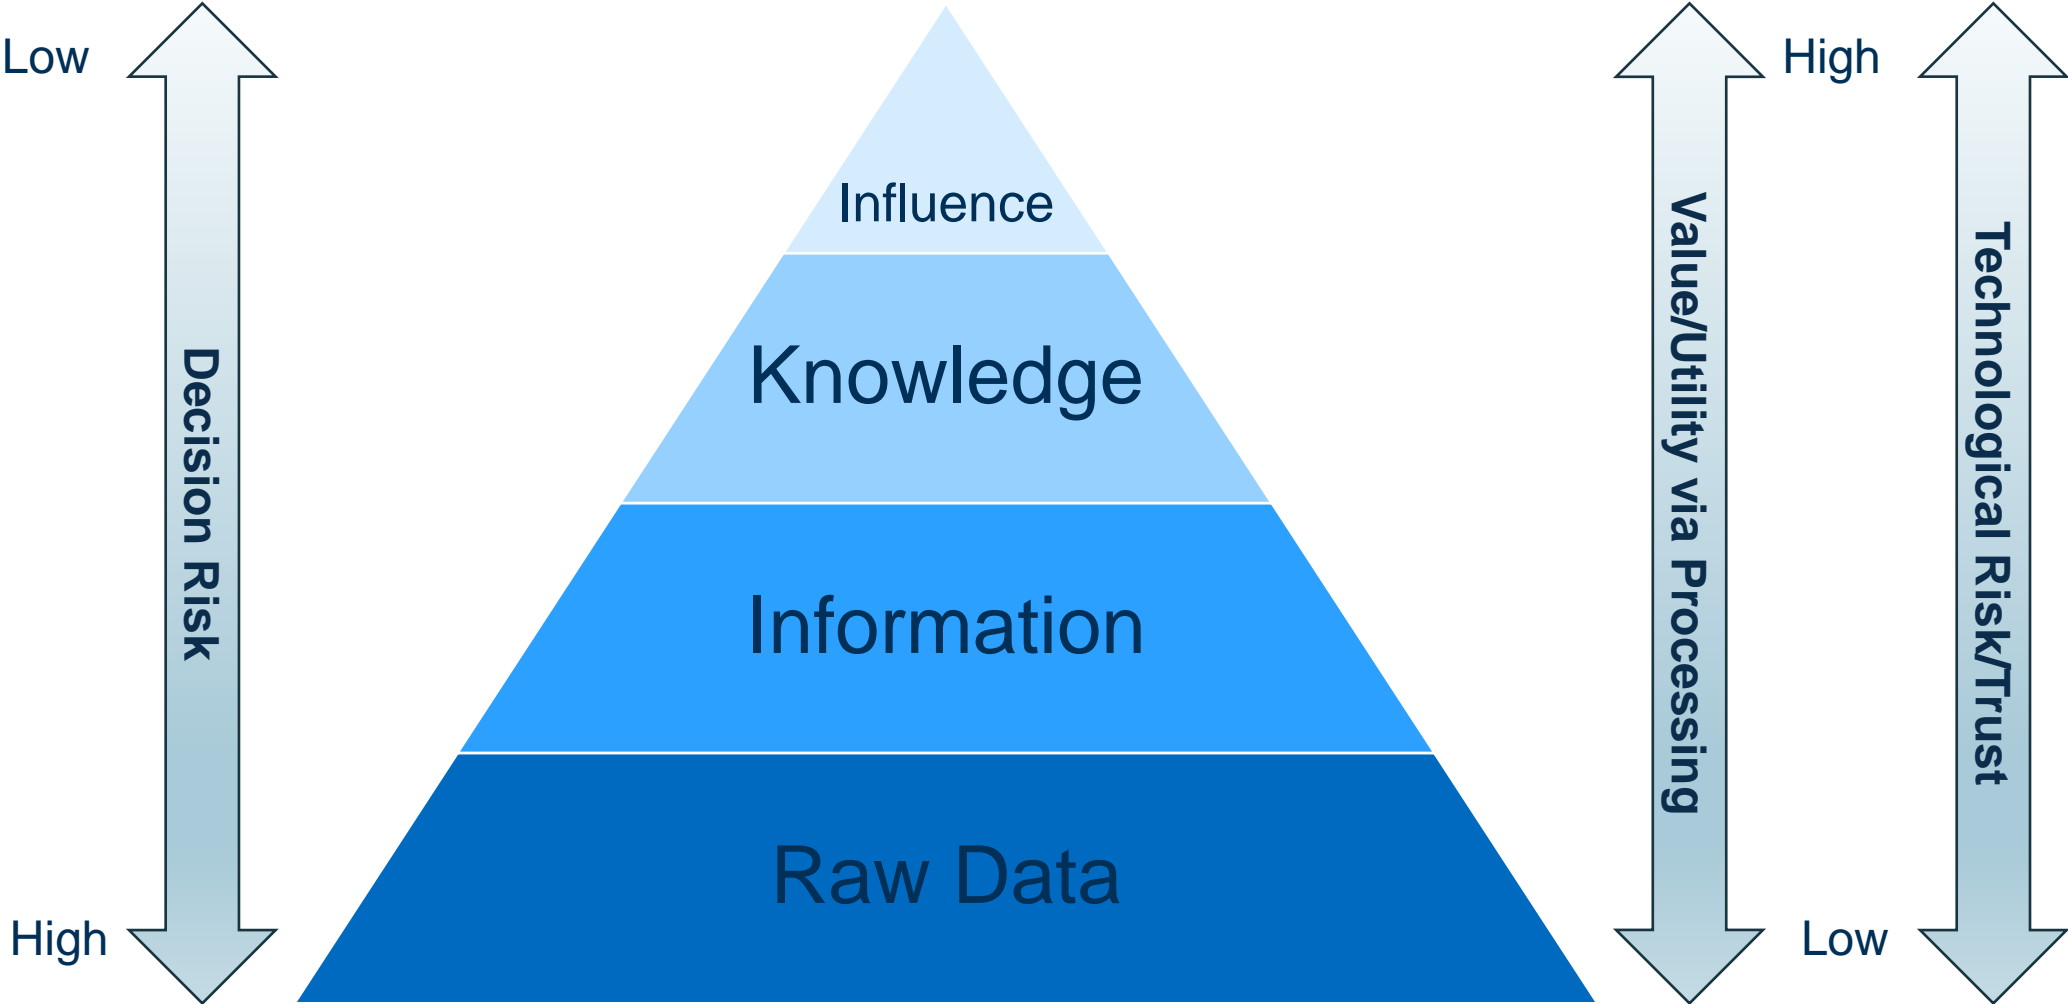 Low
High
Decision Risk
Influence
Knowledge
Information
Raw Data
Value/Utility via Processing
High
Low
Technological Risk/Trust